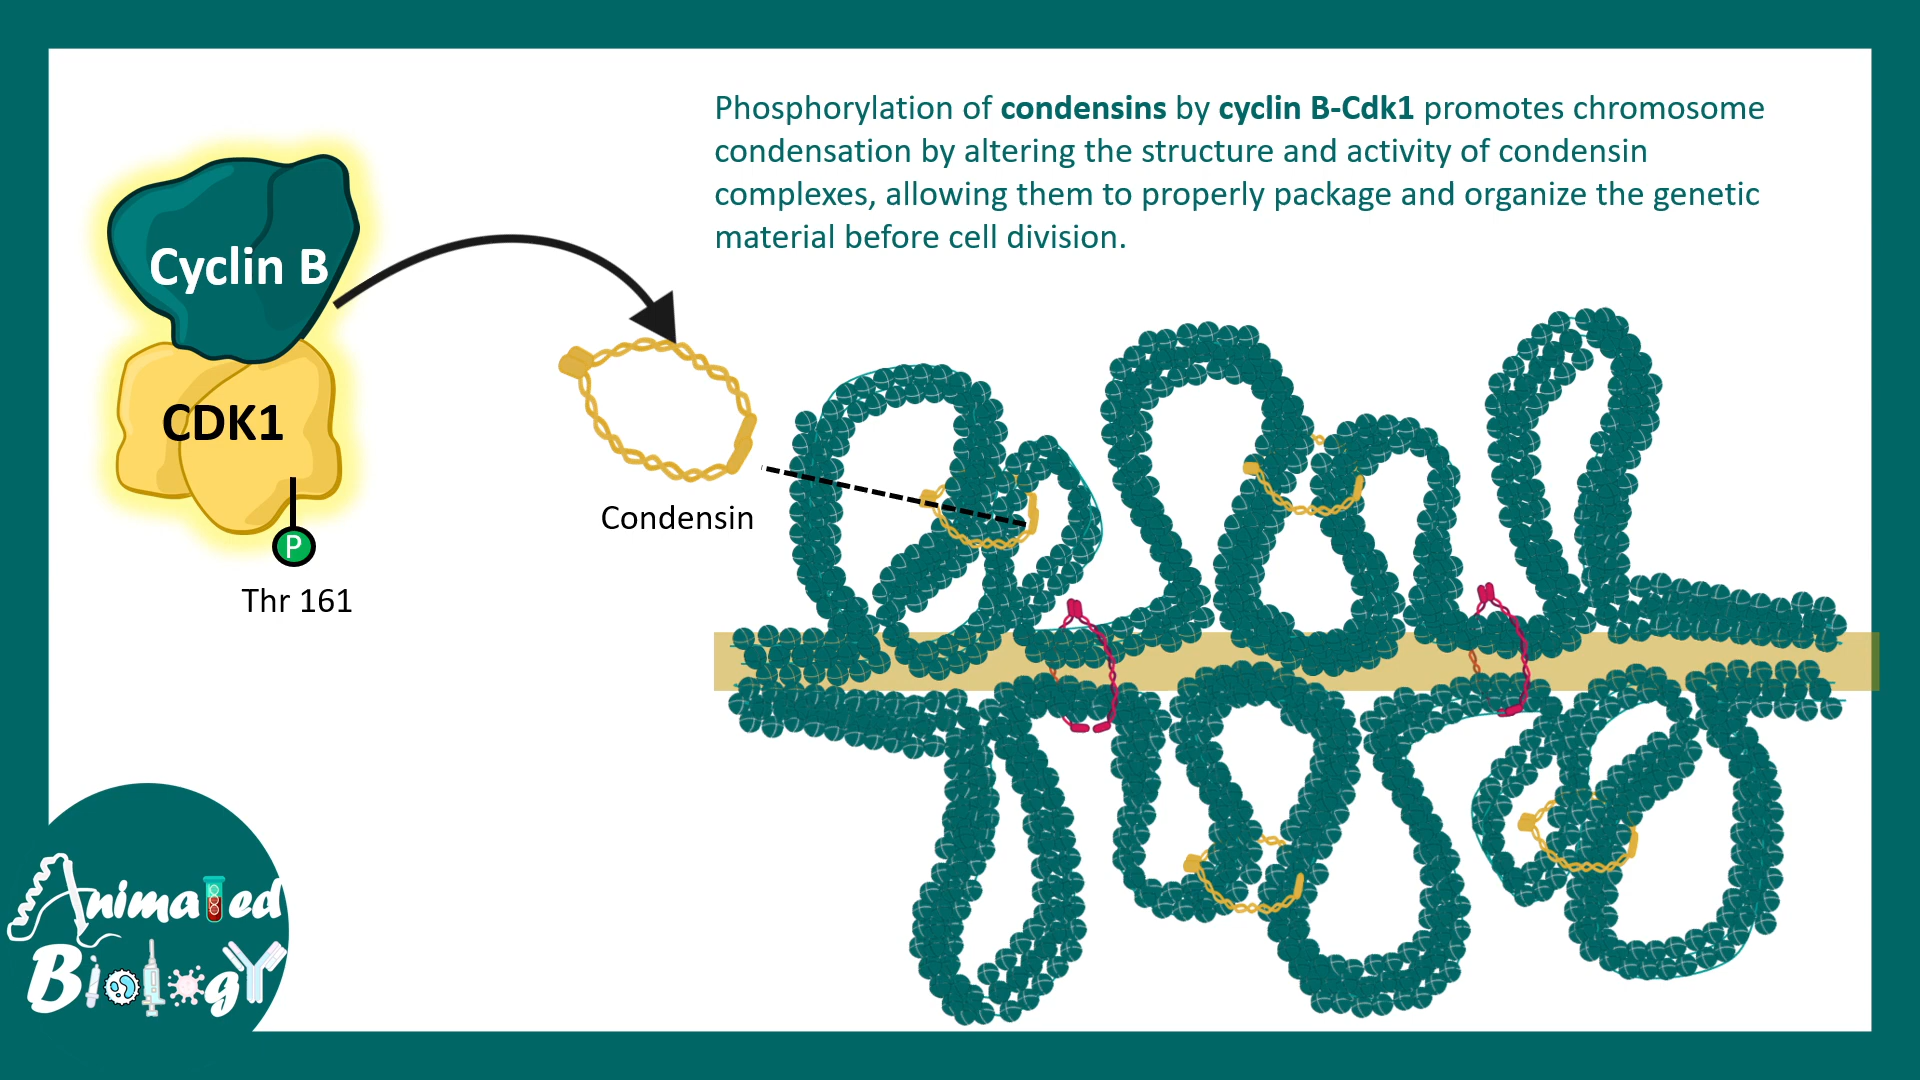 Phosphorylation of condensins by cyclin B-Cdk1 promotes chromosome
condensation by altering the structure and activity of condensin
complexes, allowing them to properly package and organize the genetic
material before cell division.
Cyclin B
CDK1
P
Thr 161
Condensin
Animated
Biology